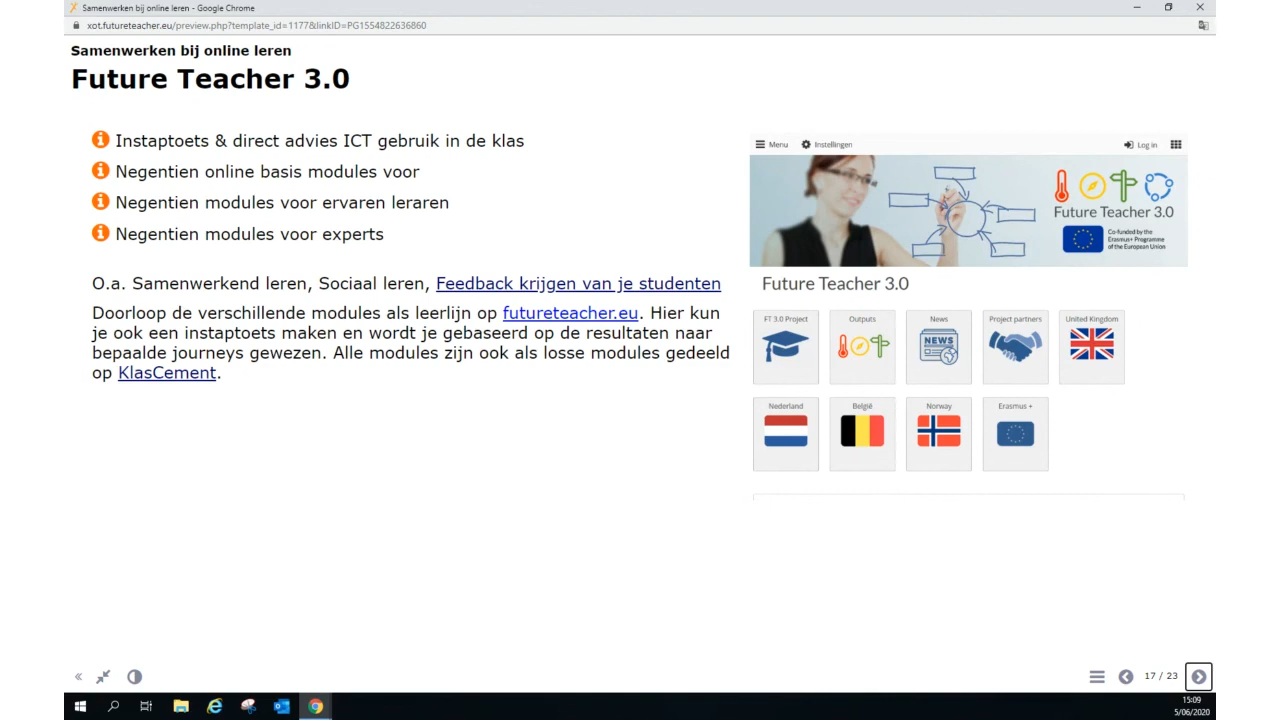 Samenwerken bij online leren - Google Chrome
xot.futureteacher.eu/preview.php?template_id=1177&linkID=PG1554822636860
Samenwerken bij online leren
Future Teacher 3.0
Instaptoets & direct advies ICT gebruik in de klas
Negentien online basis modules voor
Negentien modules voor ervaren leraren
Negentien modules voor experts
O.a. Samenwerkend leren, Sociaal leren, Feedback krijgen van je studenten
Doorloop de verschillende modules als leerlijn op futureteacher.eu. Hier kun
je ook een instaptoets maken en wordt je gebaseerd op de resultaten naar
bepaalde journeys gewezen. Alle modules zijn ook als losse modules gedeeld
op KlasCement.
Menu Instellingen Log in
Future Teacher 3.0
Co-funded by the
Erasmus+ Programme
of the European Union
Future Teacher 3.0
FT 3.0 Project Outputs News Project partners United Kingdom
NEWS
Nederland België Norway Erasmus +
17 / 23
15:09
5/06/2020